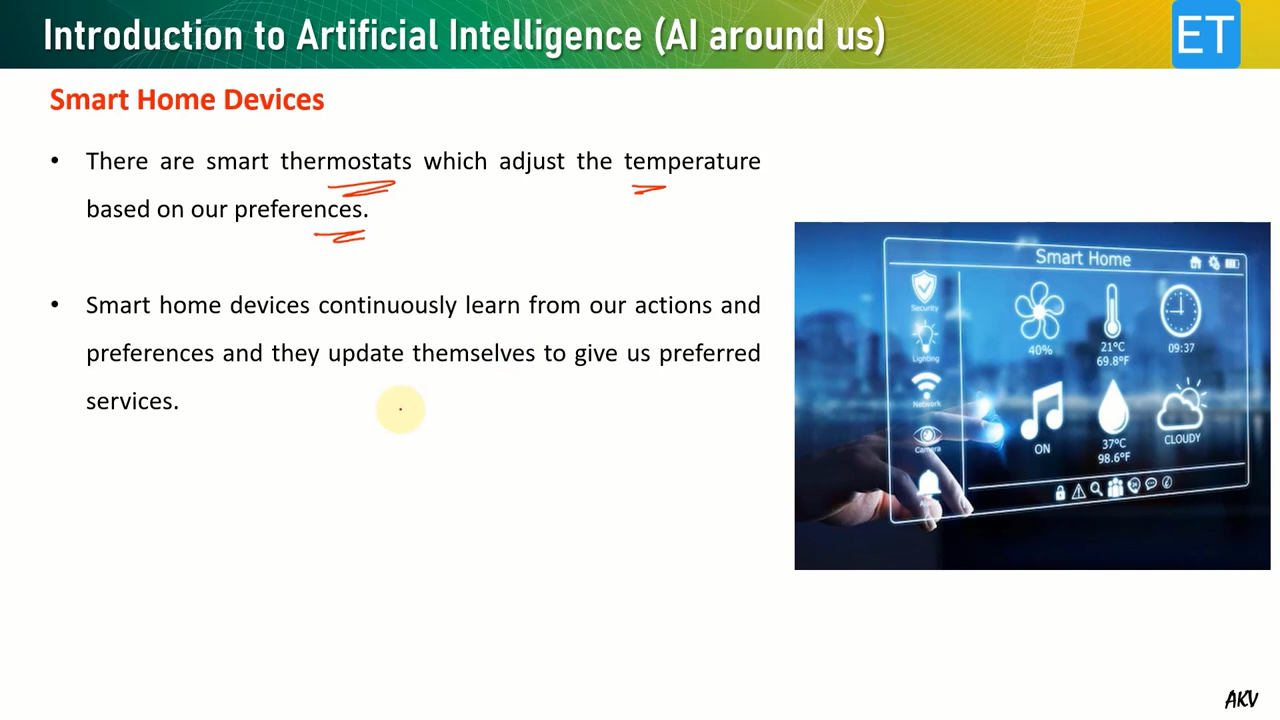 Introduction to Artificial Intelligence (AI around us)
ET
Smart Home Devices
• There are smart thermostats which adjust the temperature
based on our preferences.
• Smart home devices continuously learn from our actions and
preferences and they update themselves to give us preferred
services.
Smart Home
Security
Lighting
Network
Camera
40%
21°C
69.8°F
09:37
ON
37°C
98.6°F
CLOUDY
AKV